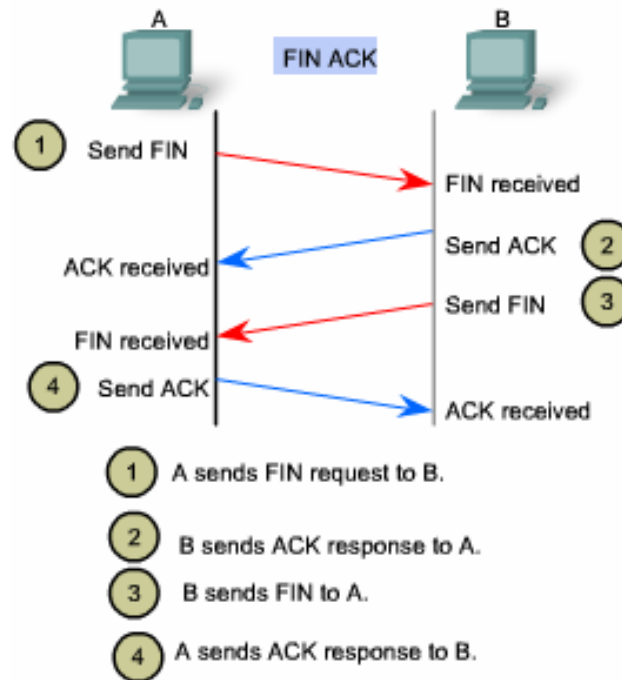 A
B
FIN ACK
1
Send FIN
FIN received
Send ACK
2
ACK received
Send FIN
3
FIN received
4
Send ACK
ACK received
1 A sends FIN request to B.
2 B sends ACK response to A.
3 B sends FIN to A.
4 A sends ACK response to B.